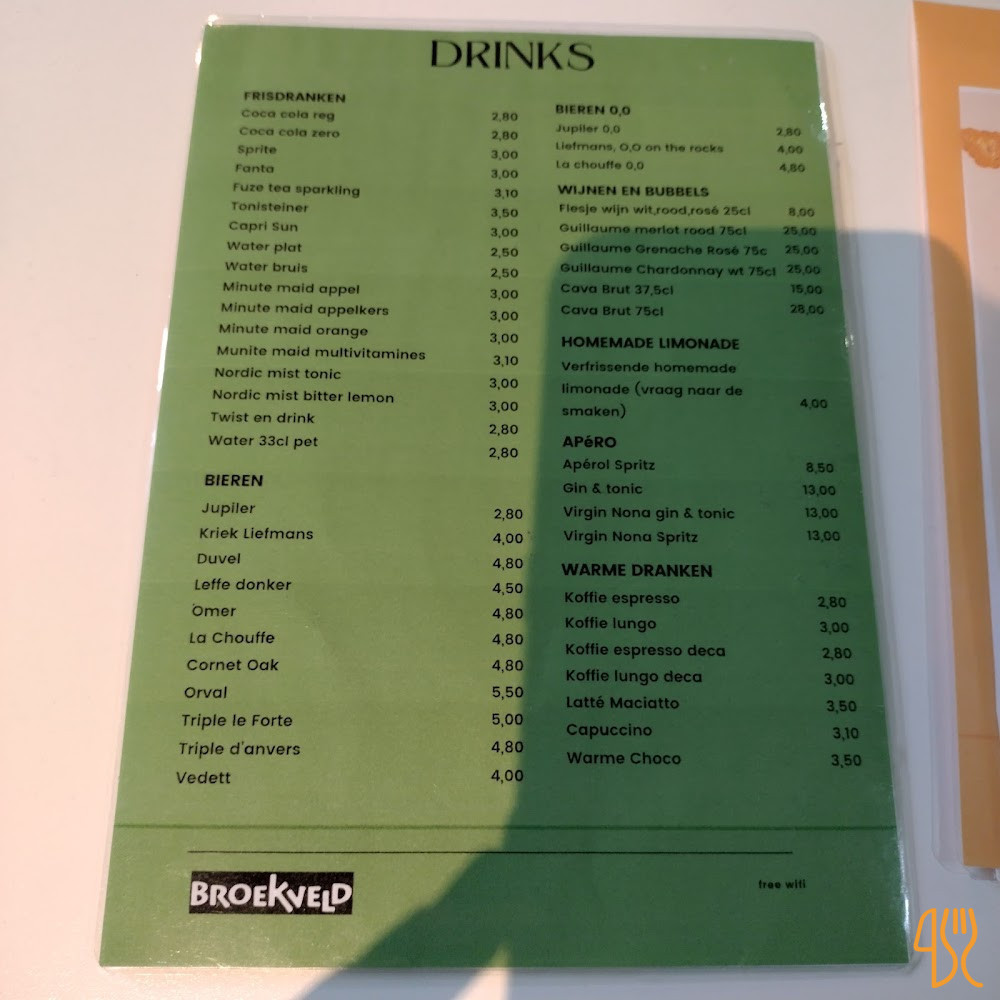 DRINKS
FRISDRANKEN
Coca cola reg 2,80
Coca cola zero 2,80
Sprite 3,00
Fanta 3,00
Fuze tea sparkling 3,10
Tonisteiner 3,50
Capri Sun 3,00
Water plat 2,50
Water bruis 2,50
Minute maid appel 3,00
Minute maid appelkers 3,00
Minute maid orange 3,00
Munite maid multivitamines 3,10
Nordic mist tonic 3,00
Nordic mist bitter lemon 3,00
Twist en drink 2,80
Water 33cl pet 2,80
BIEREN
Jupiler 2,80
Kriek Liefmans 4,00
Duvel 4,80
Leffe donker 4,50
Omer 4,80
La Chouffe 4,80
Cornet Oak 4,80
Orval 5,50
Triple le Forte 5,00
Triple d'anvers 4,80
Vedett 4,00
BIEREN 0,0
Jupiler 0,0 2,80
Liefmans, O,O on the rocks 4,00
La chouffe 0,0 4,80
WIJNEN EN BUBBELS
Flesje wijn wit,rood,rosé 25cl 8,00
Guillaume merlot rood 75cl 25,00
Guillaume Grenache Rosé 75c 25,00
Guillaume Chardonnay wt 75cl 25,00
Cava Brut 37,5cl 15,00
Cava Brut 75cl 28,00
HOMEMADE LIMONADE
Verfrissende homemade
limonade (vraag naar de
smaken) 4,00
APéRO
Apérol Spritz 8,50
Gin & tonic 13,00
Virgin Nona gin & tonic 13,00
Virgin Nona Spritz 13,00
WARME DRANKEN
Koffie espresso 2,80
Koffie lungo 3,00
Koffie espresso deca 2,80
Koffie lungo deca 3,00
Latté Maciatto 3,50
Capuccino 3,10
Warme Choco 3,50
BROEKVELD
free wifi